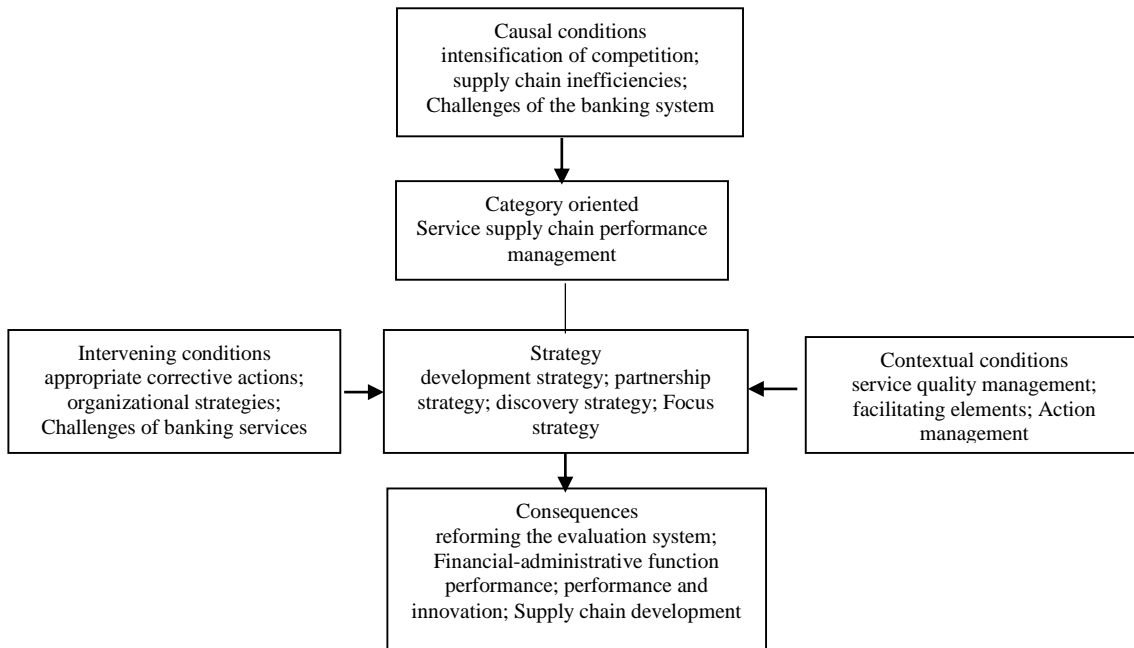 Causal conditions
intensification of competition;
supply chain inefficiencies;
Challenges of the banking system
Category oriented
Service supply chain performance
management
Intervening conditions
appropriate corrective actions;
organizational strategies;
Challenges of banking services
Strategy
development strategy; partnership
strategy; discovery strategy; Focus
strategy
Contextual conditions
service quality management;
facilitating elements; Action
management
Consequences
reforming the evaluation system;
Financial-administrative function
performance; performance and
innovation; Supply chain development